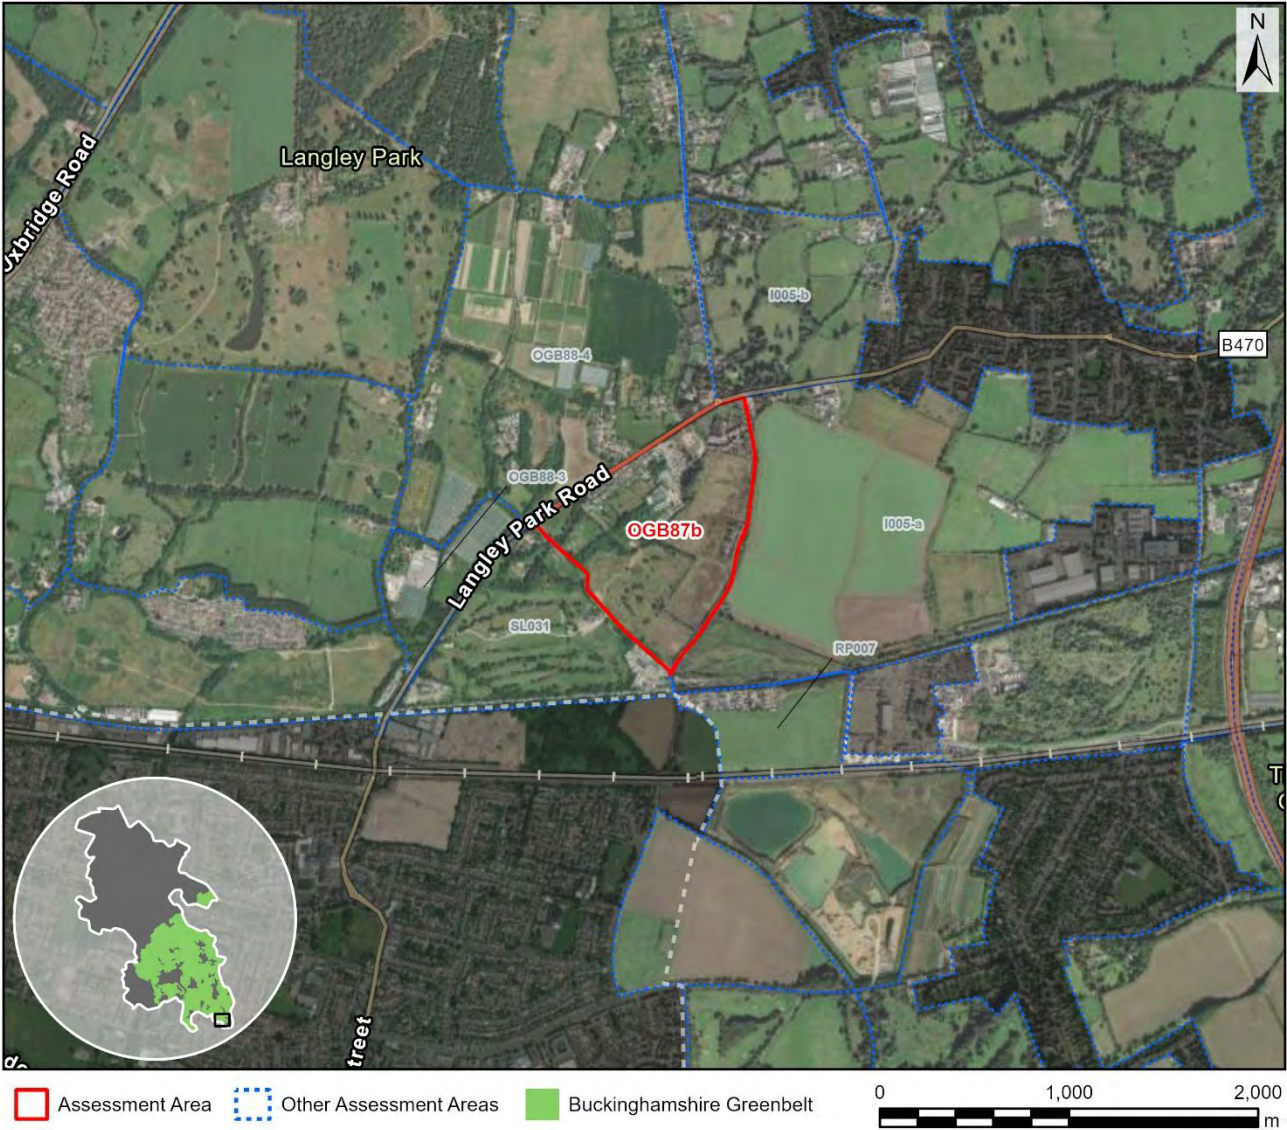 N
Langley Park
Uxbridge Road
I005-b
B470
OGB88-4
OGB88-3
Langley Park Road
OGB87b
I005-a
SL031
RP007
treet
Assessment Area
Other Assessment Areas
Buckinghamshire Greenbelt
0 1,000 2,000
m